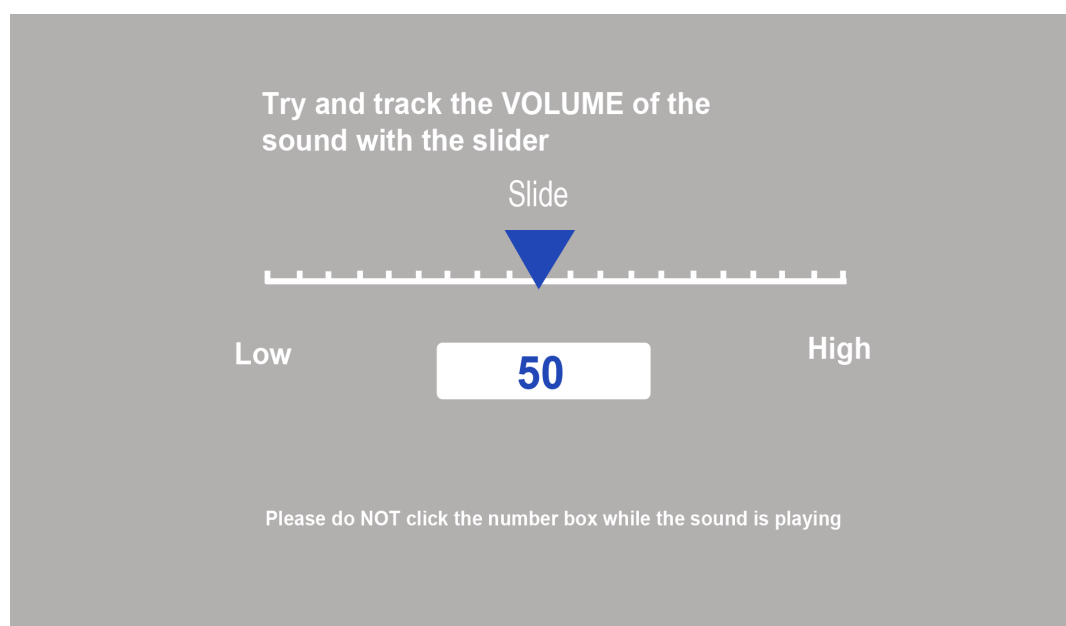 Try and track the VOLUME of the
sound with the slider
Slide
Low
High
50
Please do NOT click the number box while the sound is playing